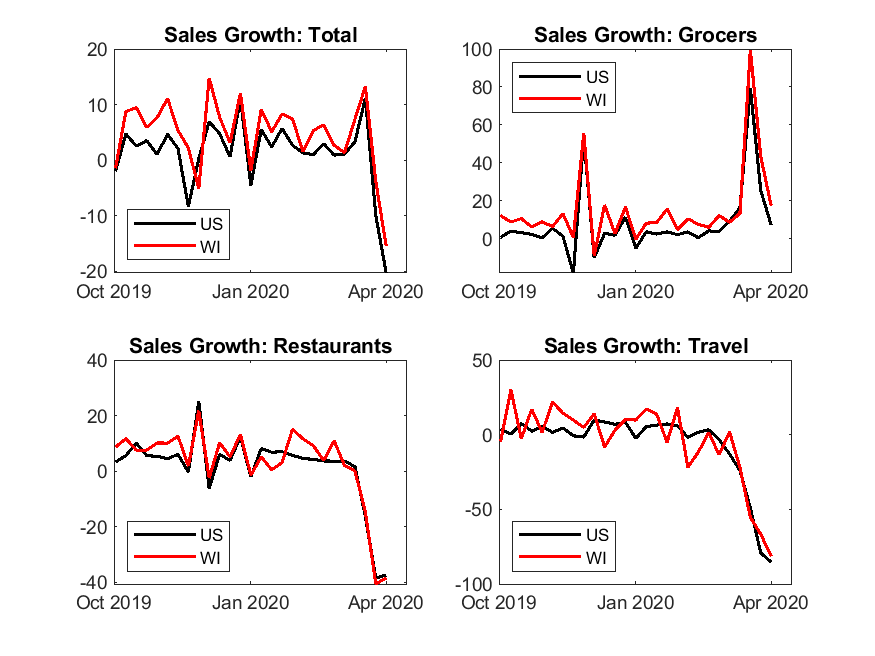 Sales Growth: Total
20
10
0
-10
-20
US
WI
Oct 2019 Jan 2020 Apr 2020
Sales Growth: Grocers
100
80
60
40
20
0
US
WI
Oct 2019 Jan 2020 Apr 2020
Sales Growth: Restaurants
40
20
0
-20
-40
US
WI
Oct 2019 Jan 2020 Apr 2020
Sales Growth: Travel
50
0
-50
-100
US
WI
Oct 2019 Jan 2020 Apr 2020